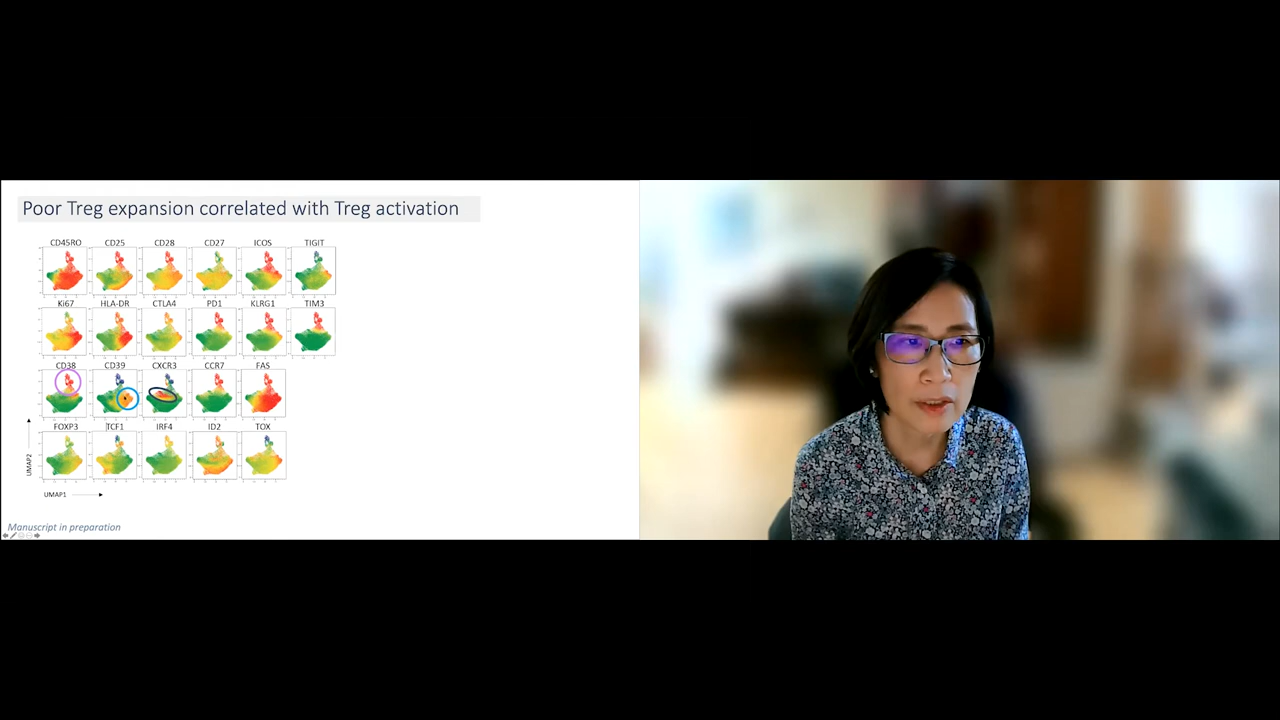 Poor Treg expansion correlated with Treg activation
CD45RO CD25 CD28 CD27 ICOS TIGIT
Ki67 HLA-DR CTLA4 PD1 KLRG1 TIM3
CD38 CD39 CXCR3 CCR7 FAS
FOXP3 TCF1 IRF4 ID2 TOX
UMAP2
UMAP1
Manuscript in preparation